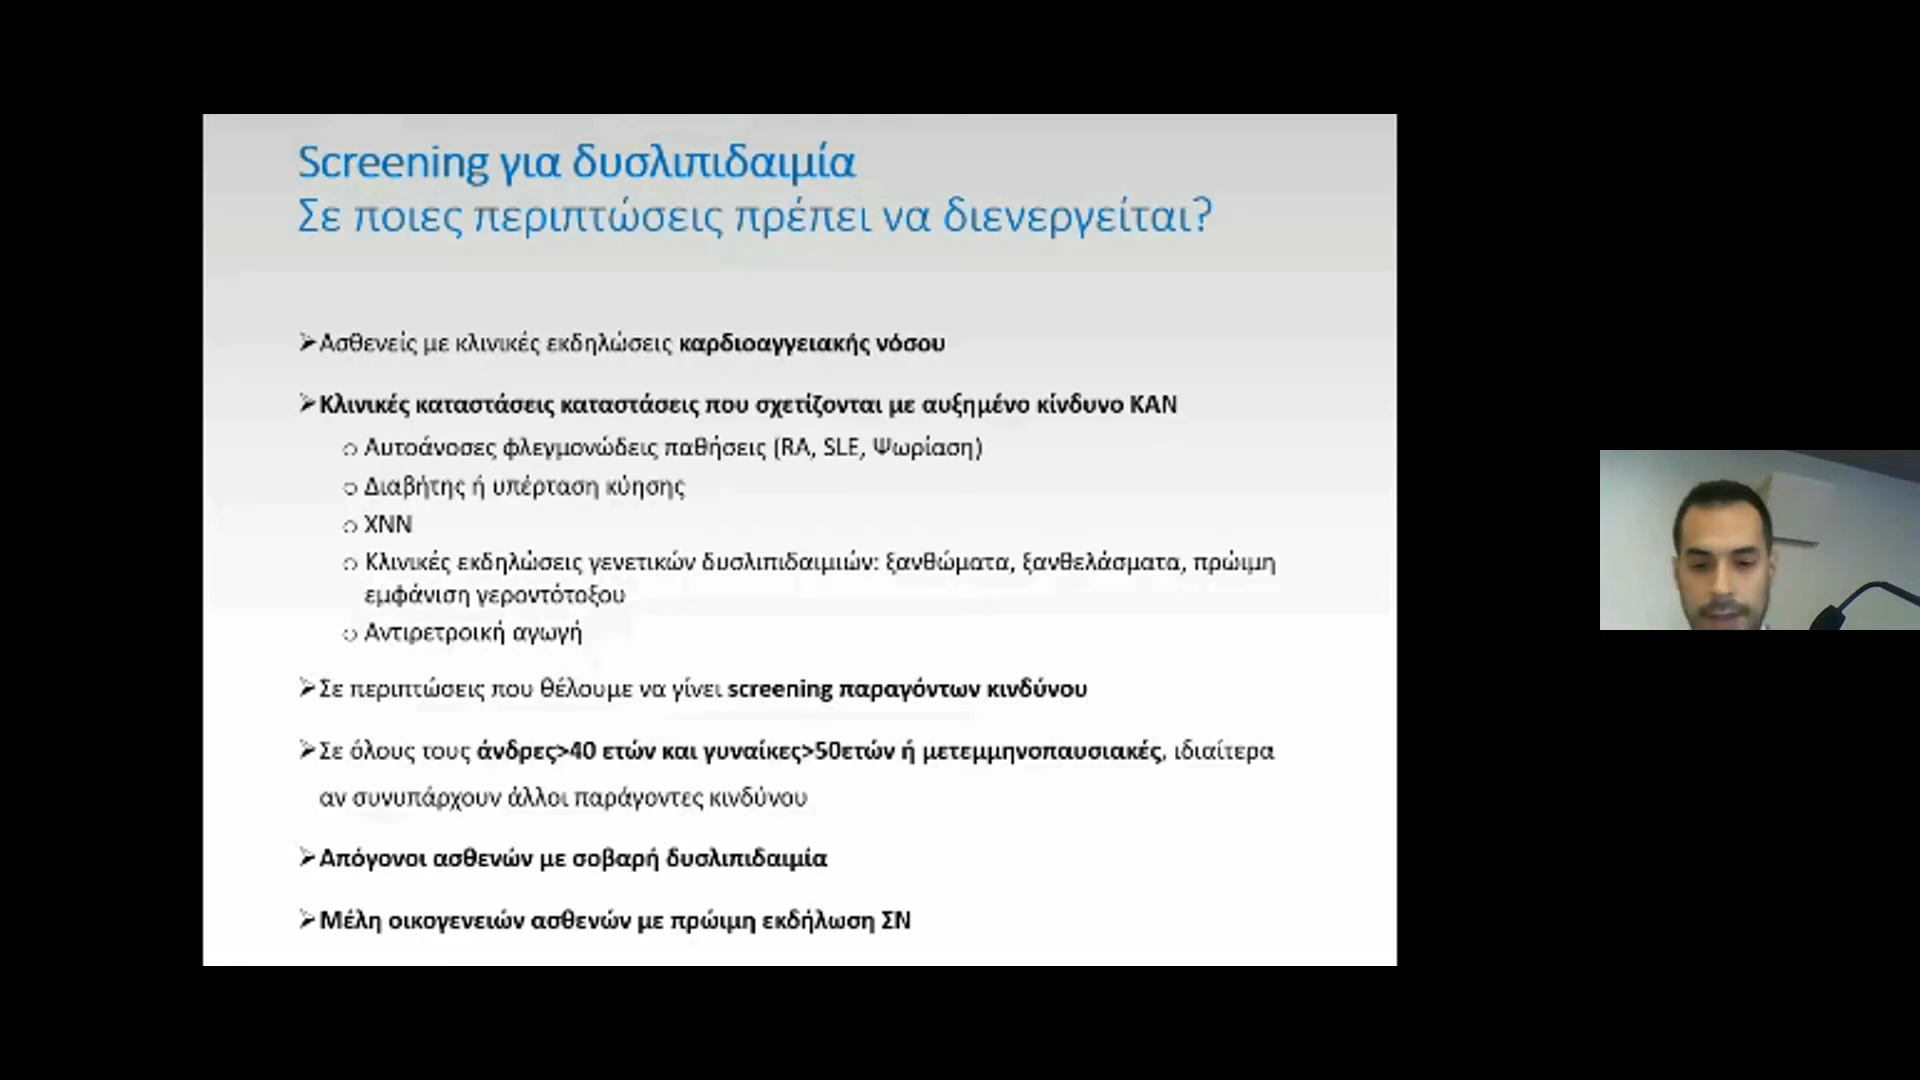 Screening για δυσλιπιδαιμία
Σε ποιες περιπτώσεις πρέπει να διενεργείται?
➢Ασθενείς με κλινικές εκδηλώσεις καρδιοαγγειακής νόσου
➢Κλινικές καταστάσεις καταστάσεις που σχετίζονται με αυξημένο κίνδυνο ΚΑΝ
o Αυτοάνοσες φλεγμονώδεις παθήσεις (RA, SLE, Ψωρίαση)
o Διαβήτης ή υπέρταση κύησης
o ΧΝΝ
o Κλινικές εκδηλώσεις γενετικών δυσλιπιδαιμιών: ξανθώματα, ξανθελάσματα, πρώιμη
εμφάνιση γεροντότοξου
o Αντιρετροική αγωγή
➢Σε περιπτώσεις που θέλουμε να γίνει screening παραγόντων κινδύνου
➢Σε όλους τους άνδρες>40 ετών και γυναίκες>50ετών ή μετεμμηνοπαυσιακές, ιδιαίτερα
αν συνυπάρχουν άλλοι παράγοντες κινδύνου
➢Απόγονοι ασθενών με σοβαρή δυσλιπιδαιμία
➢Μέλη οικογενειών ασθενών με πρώιμη εκδήλωση ΣΝ